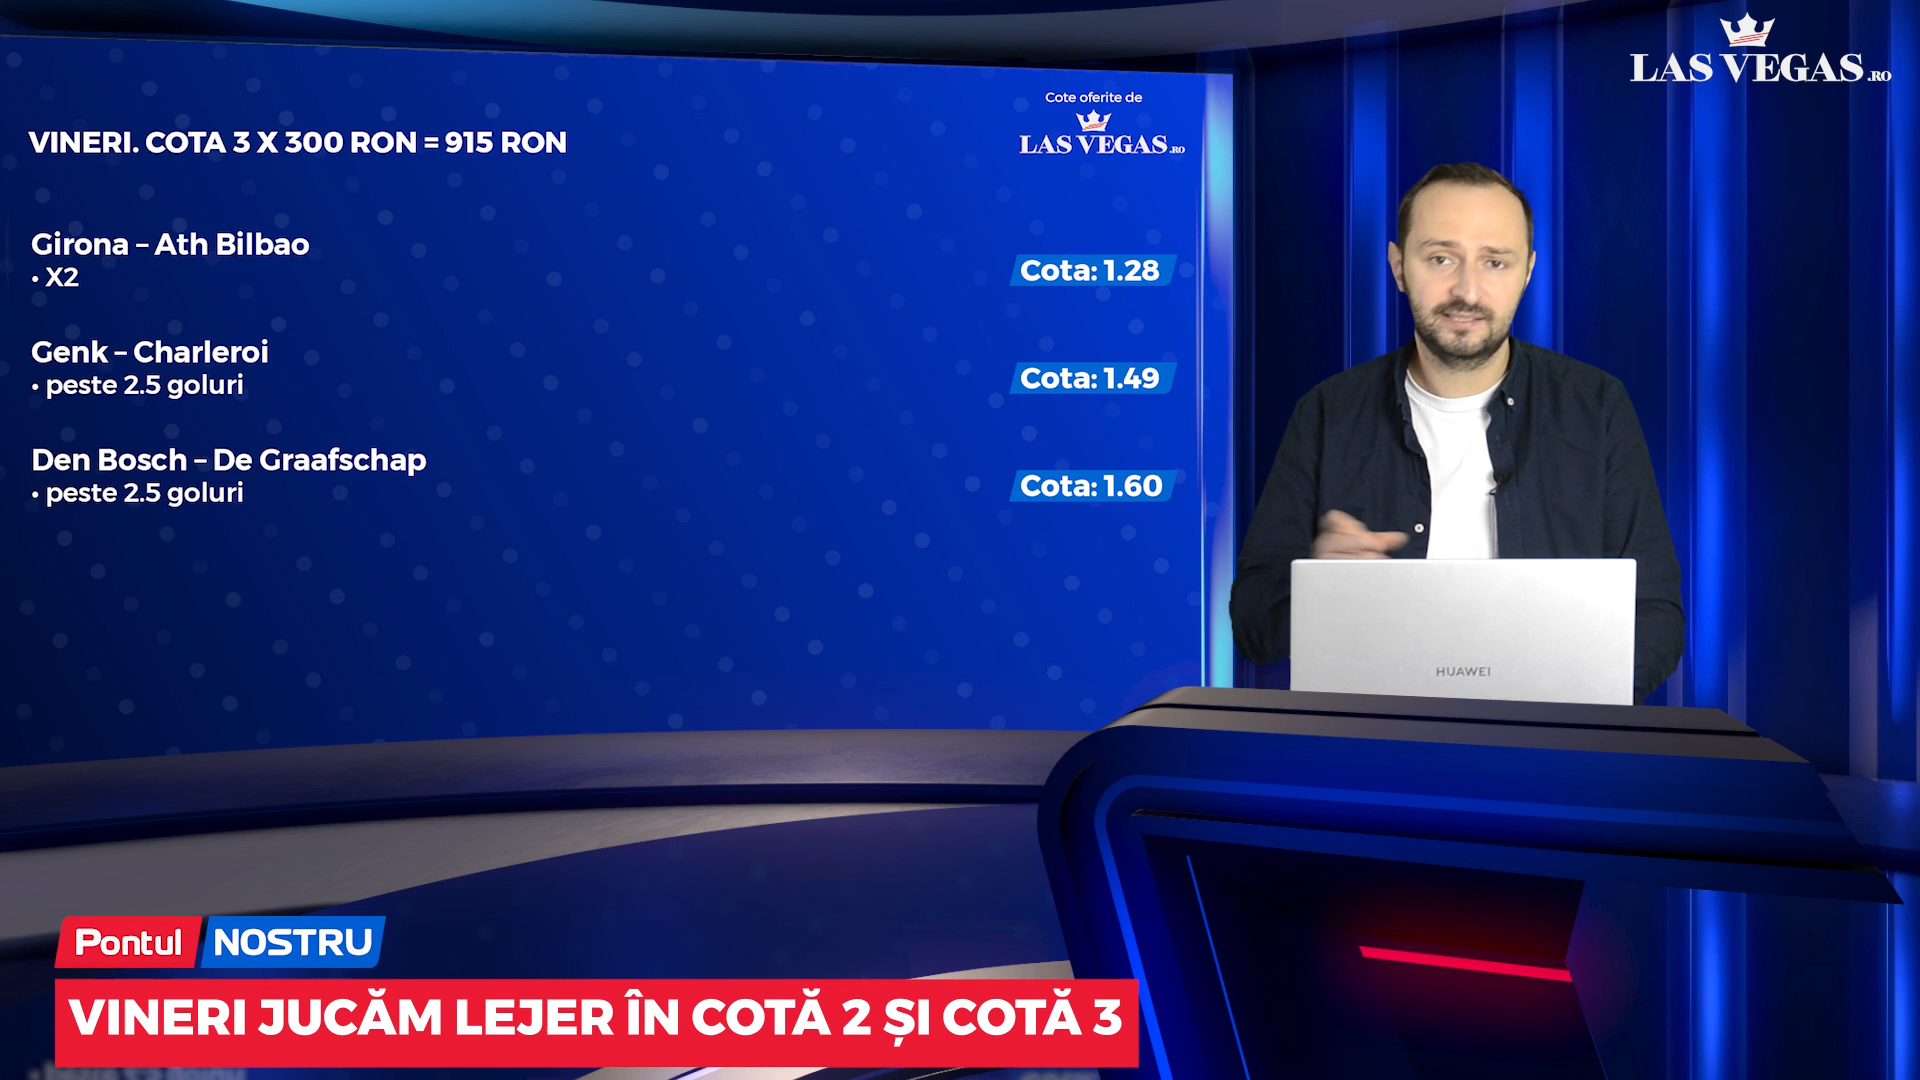 LAS VEGAS.RO
Cote oferite de
LAS VEGAS.RO
VINERI. COTA 3 X 300 RON = 915 RON
Girona – Ath Bilbao
• X2
Cota: 1.28
Genk – Charleroi
• peste 2.5 goluri
Cota: 1.49
Den Bosch – De Graafschap
• peste 2.5 goluri
Cota: 1.60
HUAWEI
Pontul NOSTRU
VINERI JUCĂM LEJER ÎN COTĂ 2 ȘI COTĂ 3